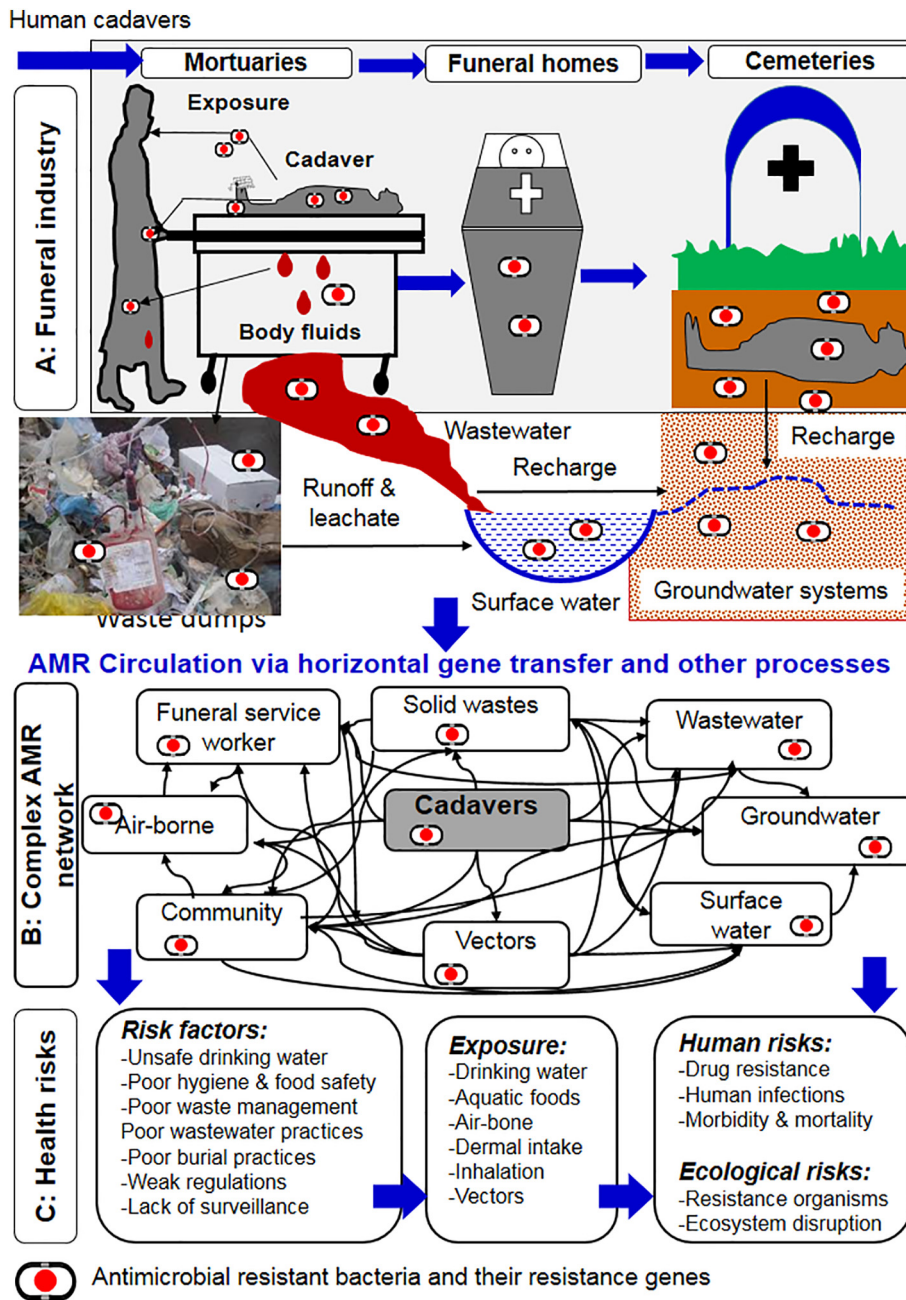 Human cadavers
Mortuaries
Funeral homes
Cemeteries
A: Funeral industry
Exposure
Cadaver
Body fluids
Wastewater
Recharge
Recharge
Runoff &
leachate
Surface water
Groundwater systems
Waste dumps
AMR Circulation via horizontal gene transfer and other processes
B: Complex AMR
network
Funeral service
worker
Solid wastes
Wastewater
Air-borne
Cadavers
Groundwater
Community
Vectors
Surface
water
C: Health risks
Risk factors:
-Unsafe drinking water
-Poor hygiene & food safety
-Poor waste management
Poor wastewater practices
-Poor burial practices
-Weak regulations
-Lack of surveillance
Exposure:
-Drinking water
-Aquatic foods
-Air-bone
-Dermal intake
-Inhalation
-Vectors
Human risks:
-Drug resistance
-Human infections
-Morbidity & mortality
Ecological risks:
-Resistance organisms
-Ecosystem disruption
Antimicrobial resistant bacteria and their resistance genes